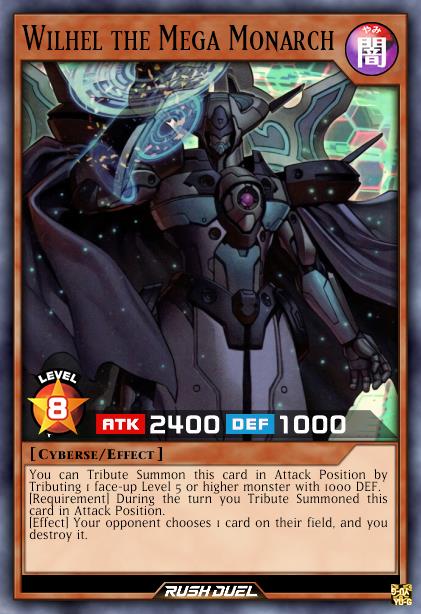 Wilhel the Mega Monarch
やみ
闇
LEVEL
8
ATK 2400 DEF 1000
[Cyberse/Effect]
You can Tribute Summon this card in Attack Position by
Tributing 1 face-up Level 5 or higher monster with 1000 DEF.
[Requirement] During the turn you Tribute Summoned this
card in Attack Position.
[Effect] Your opponent chooses 1 card on their field, and you
destroy it.
RUSH DUEL